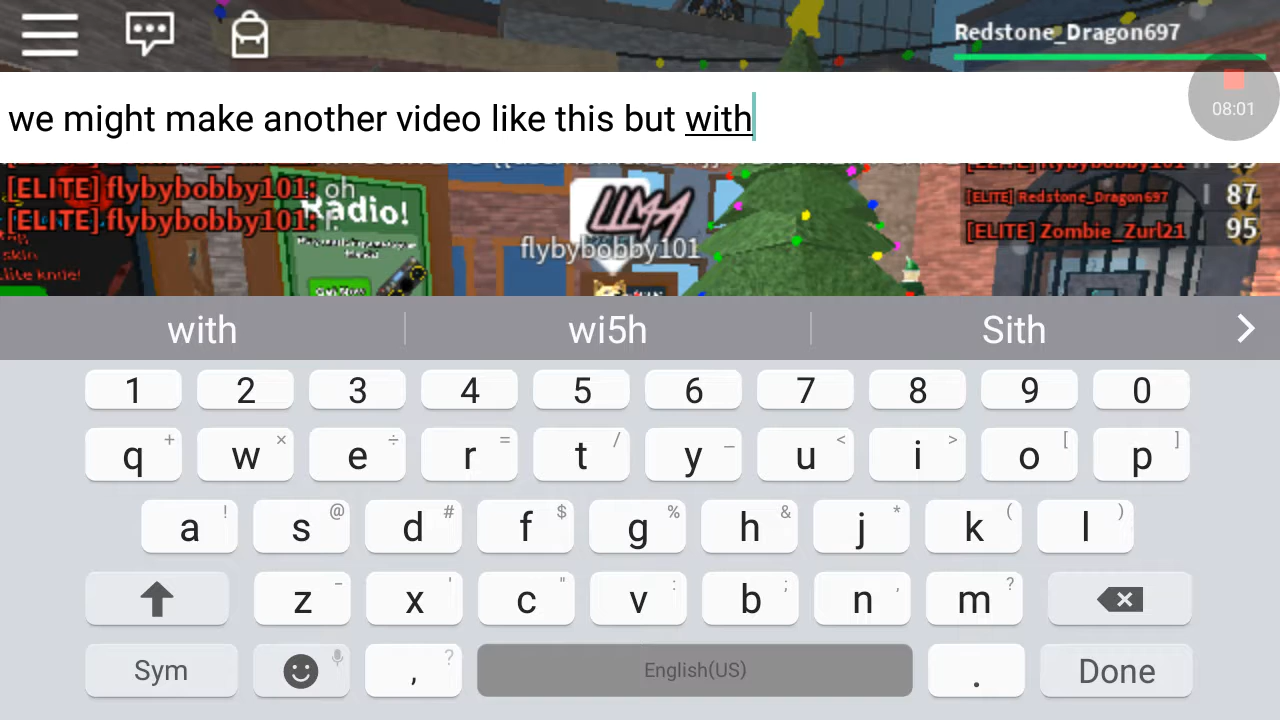 Redstone_Dragon697
08:01
we might make another video like this but with
[ELITE] flybybobby101: oh
[ELITE] flybybobby101: r.
Radio!
skin
LIMA
flybybobby101
[ELITE] Redstone_Dragon697 87
[ELITE] Zombie_Zurl21 95
with wi5h Sith
1 2 3 4 5 6 7 8 9 0
q + w × e ÷ r = t / y _ u < i > o [ p ]
a ! s @ d # f $ g % h & j * k ( l )
z - x ' c " v : b ; n , m ?
Sym , ? English(US) . Done